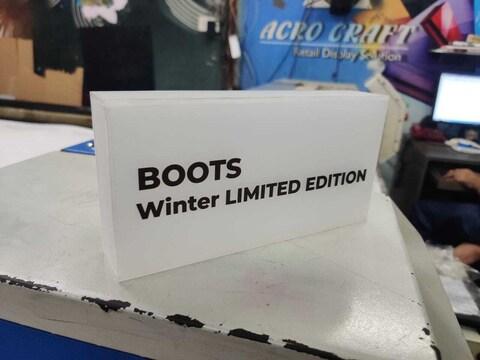 ACRO CRAFT
Retail Display Solution
BOOTS
Winter LIMITED EDITION